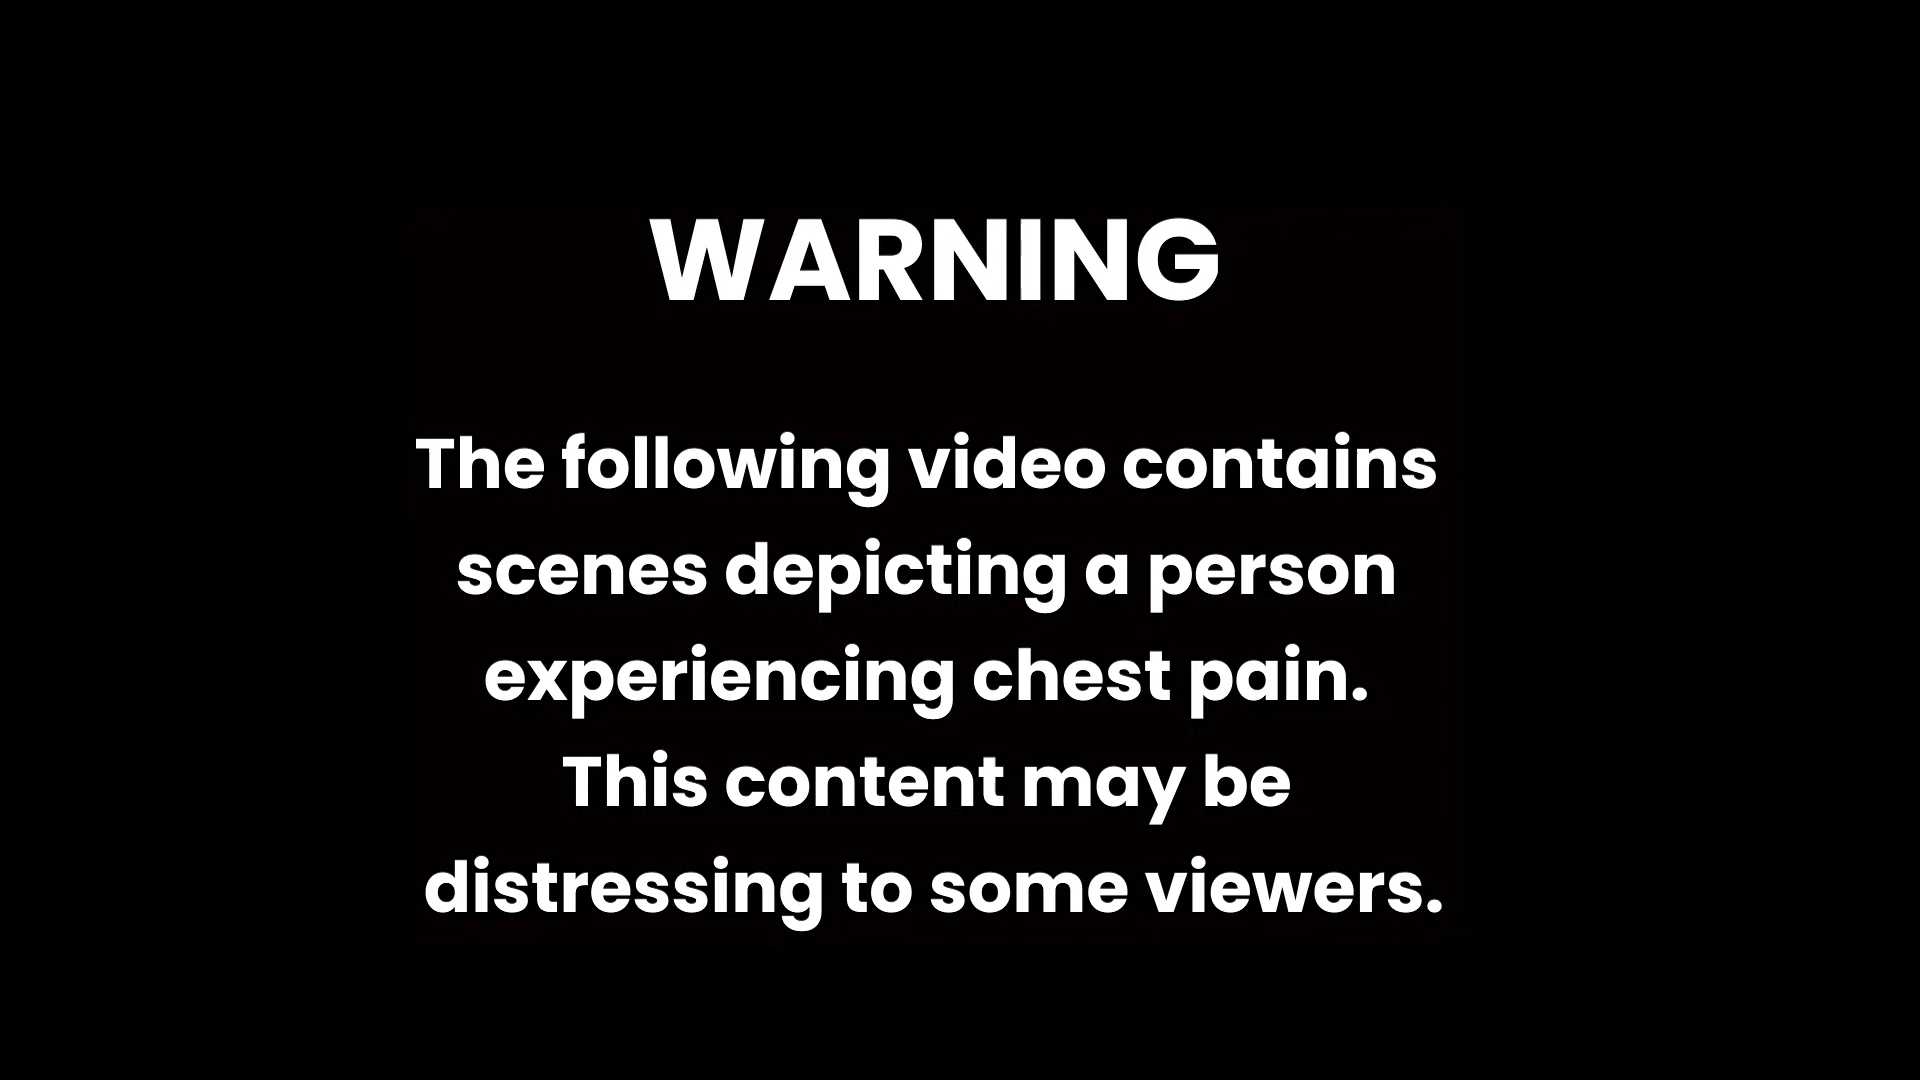 WARNING
The following video contains
scenes depicting a person
experiencing chest pain.
This content may be
distressing to some viewers.